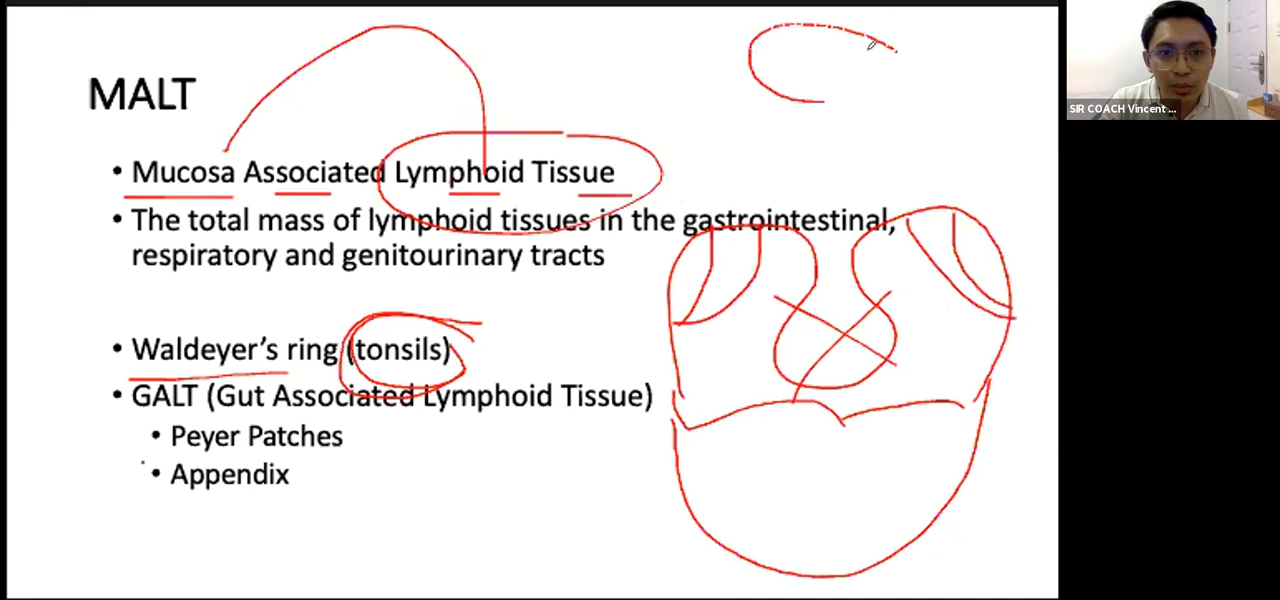 MALT
• Mucosa Associated Lymphoid Tissue
• The total mass of lymphoid tissues in the gastrointestinal,
respiratory and genitourinary tracts
• Waldeyer's ring (tonsils)
• GALT (Gut Associated Lymphoid Tissue)
• Peyer Patches
• Appendix
SIR COACH Vincent ...